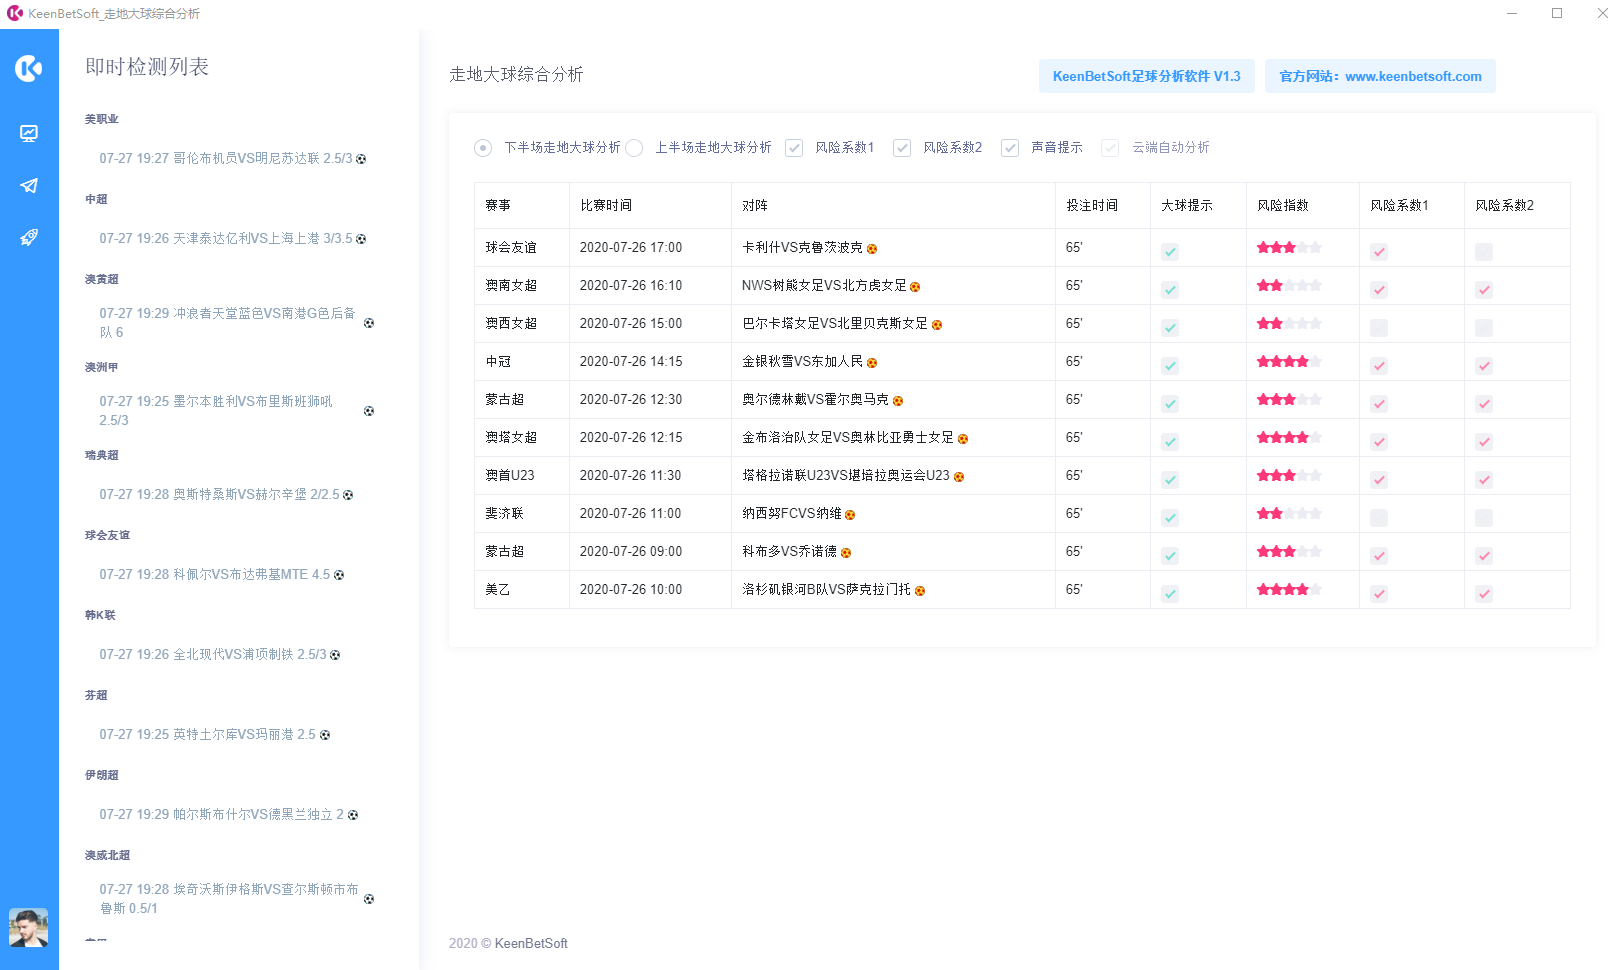 KeenBetSoft_走地大球综合分析
即时检测列表
美职业
07-27 19:27 哥伦布机员VS明尼苏达联 2.5/3
中超
07-27 19:26 天津泰达亿利VS上海上港 3/3.5
澳黄超
07-27 19:29 冲浪者天堂蓝色VS南港G色后备
队 6
澳洲甲
07-27 19:25 墨尔本胜利VS布里斯班狮吼
2.5/3
瑞典超
07-27 19:28 奥斯特桑斯VS赫尔辛堡 2/2.5
球会友谊
07-27 19:28 科佩尔VS布达弗基MTE 4.5
韩K联
07-27 19:26 全北现代VS浦项制铁 2.5/3
芬超
07-27 19:25 英特土尔库VS玛丽港 2.5
伊朗超
07-27 19:29 帕尔斯布什尔VS德黑兰独立 2
澳威北超
07-27 19:28 埃奇沃斯伊格斯VS查尔斯顿市布
鲁斯 0.5/1
走地大球综合分析
KeenBetSoft足球分析软件 V1.3
官方网站：www.keenbetsoft.com
下半场走地大球分析 上半场走地大球分析 风险系数1 风险系数2 声音提示 云端自动分析
赛事 比赛时间 对阵 投注时间 大球提示 风险指数 风险系数1 风险系数2
球会友谊 2020-07-26 17:00 卡利什VS克鲁茨波克 65'
澳南女超 2020-07-26 16:10 NWS树熊女足VS北方虎女足 65'
澳西女超 2020-07-26 15:00 巴尔卡塔女足VS北里贝克斯女足 65'
中冠 2020-07-26 14:15 金银秋雪VS东加人民 65'
蒙古超 2020-07-26 12:30 奥尔德林戴VS霍尔奥马克 65'
澳塔女超 2020-07-26 12:15 金布洛治队女足VS奥林比亚勇士女足 65'
澳首U23 2020-07-26 11:30 塔格拉诺联U23VS堪培拉奥运会U23 65'
斐济联 2020-07-26 11:00 纳西努FCVS纳维 65'
蒙古超 2020-07-26 09:00 科布多VS乔诺德 65'
美乙 2020-07-26 10:00 洛杉矶银河B队VS萨克拉门托 65'
2020 © KeenBetSoft